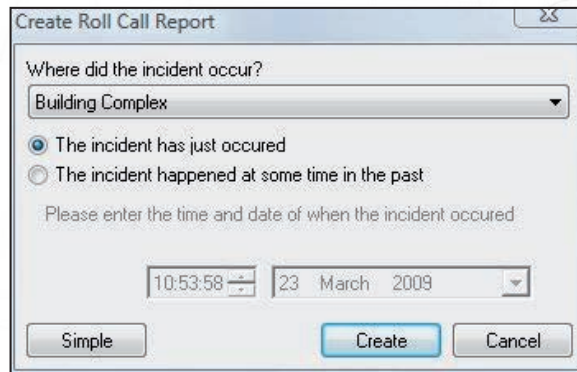 Create Roll Call Report
Where did the incident occur?
Building Complex
The incident has just occured
The incident happened at some time in the past
Please enter the time and date of when the incident occured
10:53:58 23 March 2009
Simple Create Cancel